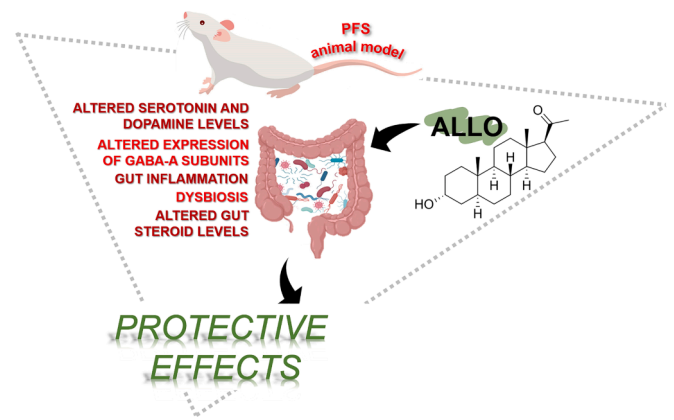 PFS
animal model
ALTERED SEROTONIN AND
DOPAMINE LEVELS
ALTERED EXPRESSION
OF GABA-A SUBUNITS
GUT INFLAMMATION
DYSBIOSIS
ALTERED GUT
STEROID LEVELS
ALLO
O
H
H
H
H
HO
PROTECTIVE
EFFECTS